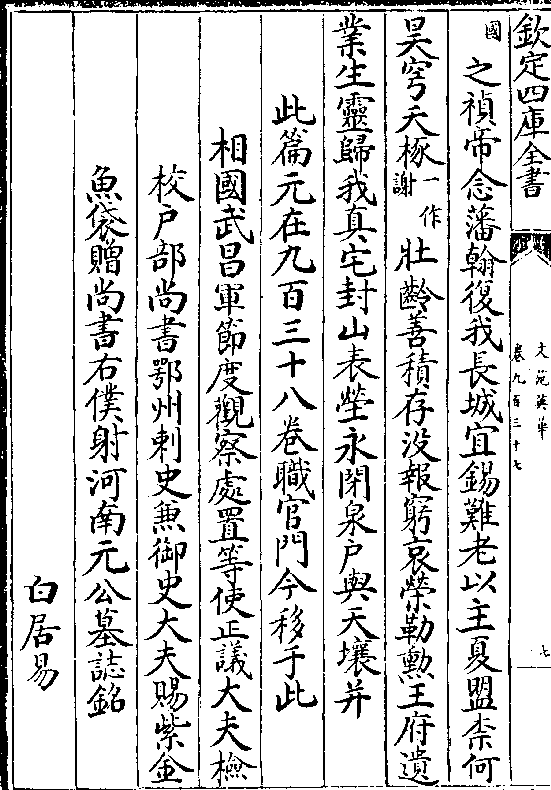 欽定四庫全書
文苑英華
卷九百三十七
七
國之禎帝念藩翰復我長城宜錫難老以主夏盟柰何
昊穹夭椓一作謝壯齡善積存没報窮哀榮勒勲王府遺
業生靈歸我真宅封山表塋永閉泉户與天壤并
此篇元在九百三十八卷職官門今移于此
相國武昌軍節度觀察處置等使正議大夫檢
校户部尚書鄂州刺史兼御史大夫賜紫金
魚袋贈尚書右僕射河南元公墓誌銘
白居易